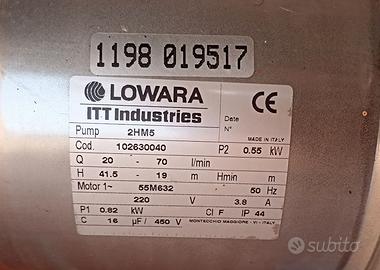 1198 019517
LOWARA
ITT Industries
CE
Date
N°
MADE IN ITALY
Pump 2HM5
Cod. 102630040 P2 0.55 kW
Q 20 - 70 l/min
H 41.5 - 19 m Hmin m
Motor 1~ 55M632 50 Hz
220 V 3.8 A
P1 0.82 kW Cl F IP 44
C 16 µF / 450 V MONTECCHIO MAGGIORE - VI - ITALY
subito